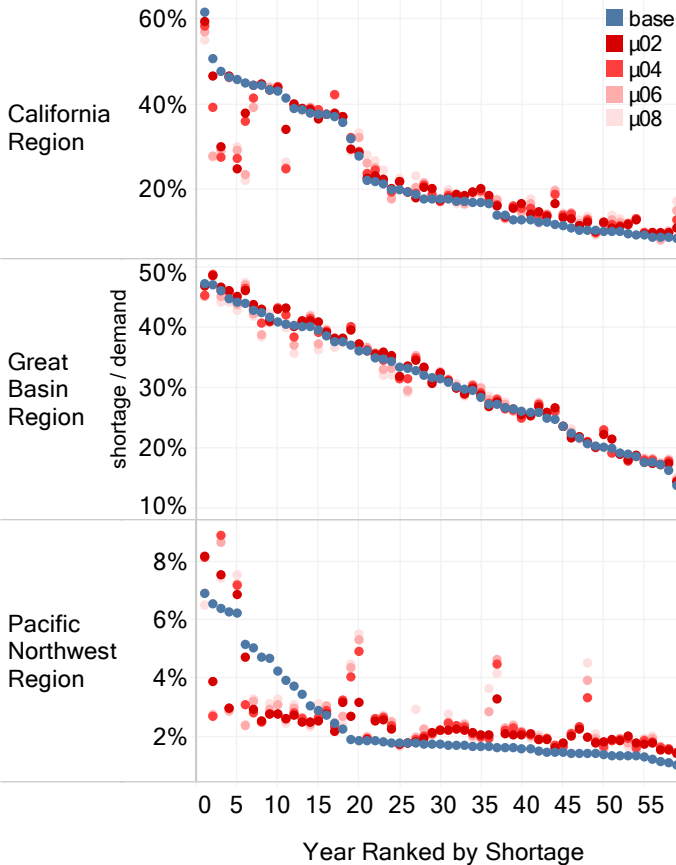 60%
40%
20%
California
Region
base
μ02
μ04
μ06
μ08
50%
40%
30%
20%
10%
Great
Basin
Region
shortage / demand
8%
6%
4%
2%
Pacific
Northwest
Region
0 5 10 15 20 25 30 35 40 45 50 55
Year Ranked by Shortage